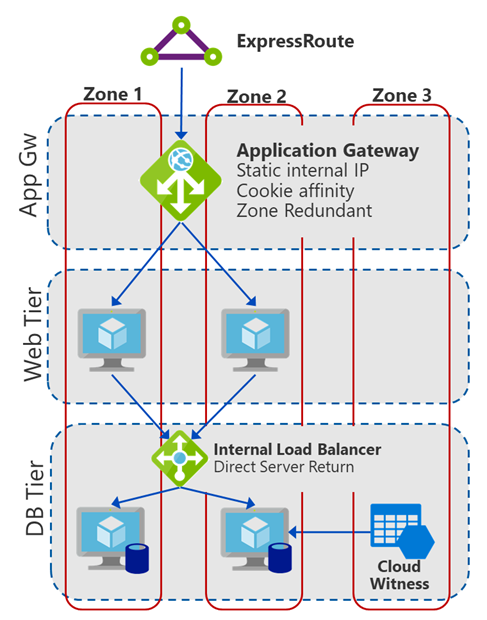 ExpressRoute
Zone 1
Zone 2
Zone 3
App Gw
Application Gateway
Static internal IP
Cookie affinity
Zone Redundant
Web Tier
DB Tier
Internal Load Balancer
Direct Server Return
Cloud
Witness